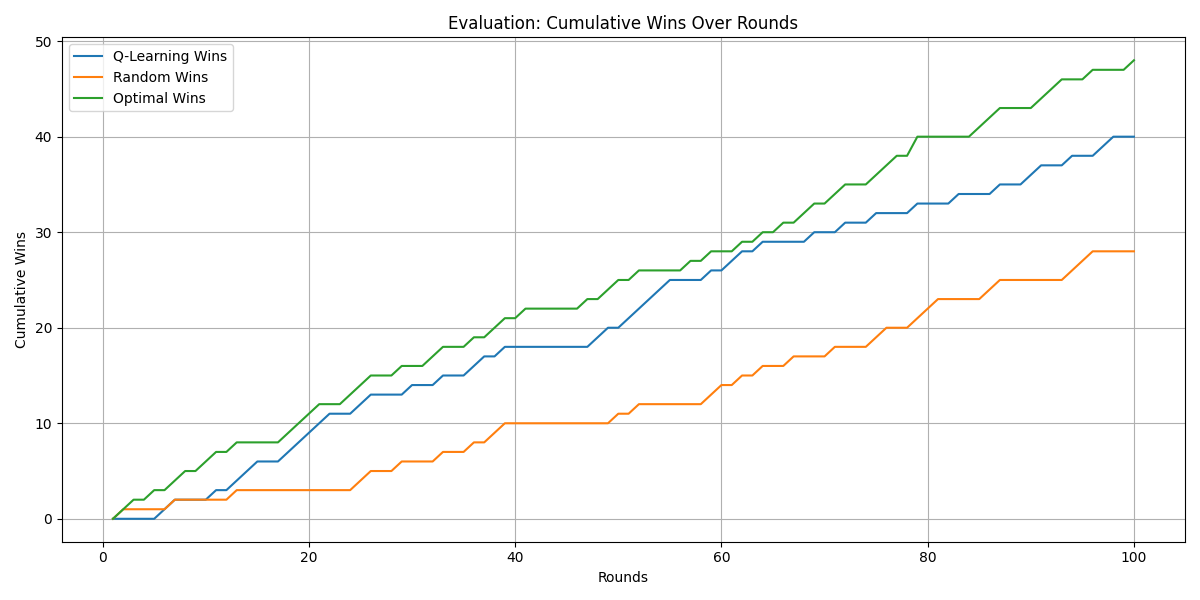 Evaluation: Cumulative Wins Over Rounds
Q-Learning Wins
Random Wins
Optimal Wins
Cumulative Wins
50
40
30
20
10
0
0 20 40 60 80 100
Rounds